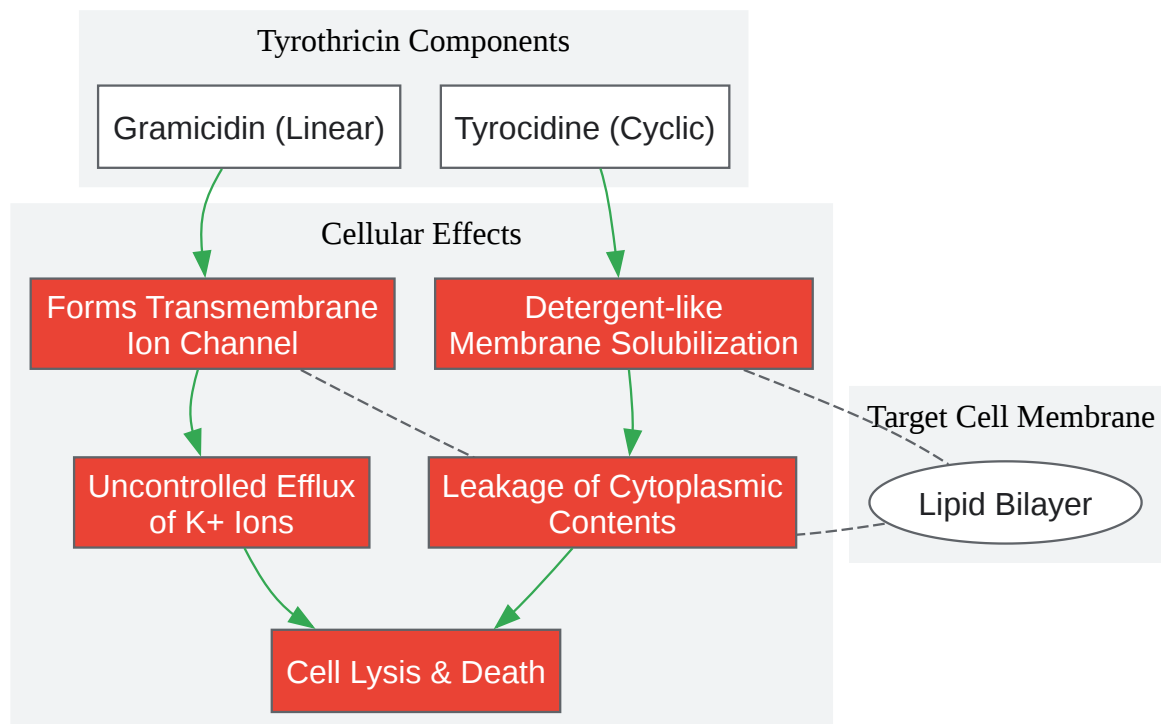 Tyrothricin Components
Gramicidin (Linear)
Tyrocidine (Cyclic)
Cellular Effects
Forms Transmembrane
Ion Channel
Detergent-like
Membrane Solubilization
Target Cell Membrane
Uncontrolled Efflux
of K+ Ions
Leakage of Cytoplasmic
Contents
Lipid Bilayer
Cell Lysis & Death